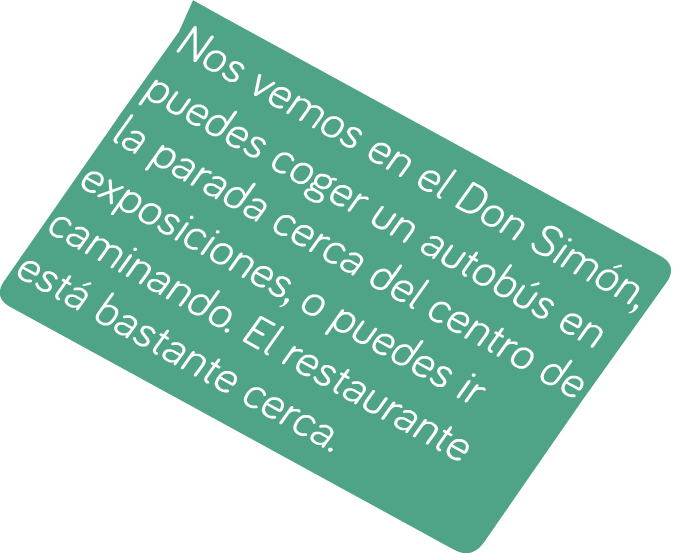 Nos vemos en el Don Simón,
puedes coger un autobús en
la parada cerca del centro de
exposiciones, o puedes ir
caminando. El restaurante
está bastante cerca.